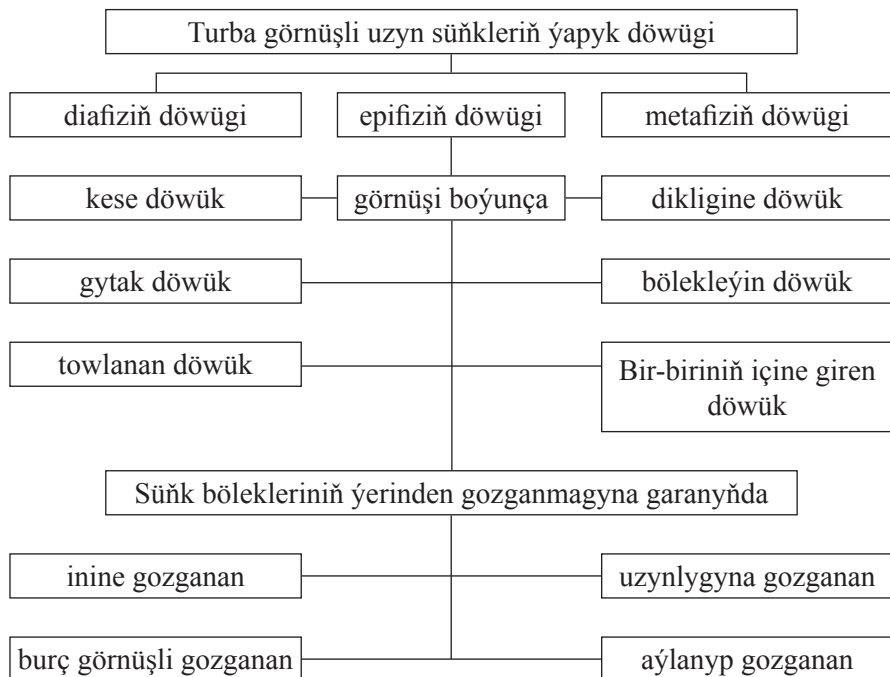 Turba görnüşli uzyn süňkleriň ýapyk döwügi
diafiziň döwügi
epifiziň döwügi
metafiziň döwügi
kese döwük
görnüşi boýunça
dikligine döwük
gytak döwük
bölekleýin döwük
towlanan döwük
Bir-biriniň içine giren
döwük
Süňk bölekleriniň ýerinden gozganmagyna garanyňda
inine gozganan
uzynlygyna gozganan
burç görnüşli gozganan
aýlanyp gozganan